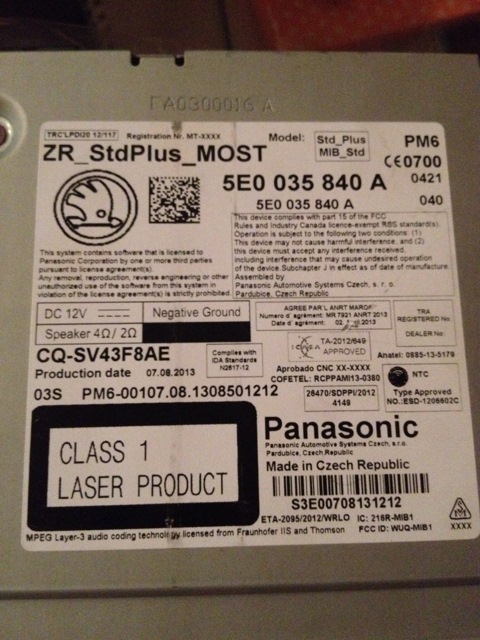 FA030001G A
TRC'LPDI20 12/117
Registration Nr. MT-XXXX
Model:
Std_Plus
MIB_Std
PM6
ZR_StdPlus_MOST
CE0700
5E0 035 840 A
0421
5E0 035 840 A
040
This device complies with part 15 of the FCC
Rules and Industry Canada licence-exempt RSS standard(s).
Operation is subject to the following two conditions: (1)
This device may not cause harmful interference, and (2)
this device must accept any interference received,
including interference that may cause undesired operation
of the device.Subchapter J in effect as of date of manufacture.
Assembled by
Panasonic Automotive Systems Czech, s.r.o.
Pardubice, Czech Republic
This system contains software that is licensed to
Panasonic Corporation by one or more third parties
pursuant to license agreement(s).
Any removal, reproduction, reverse engineering or other
unauthorized use of the software from this system in
violation of the license agreement(s) is strictly prohibited.
DC 12V
Negative Ground
Speaker 4Ω/ 2Ω
AGREE PAR L'ANRT MAROC
Numero d' agrément: MR 7921 ANRT 2013
TRA
REGISTERED No:
DEALER No:
TA-2012/649
APPROVED
CQ-SV43F8AE
Complies with
IDA Standards
N2617-12
Anatel: 0885-13-5179
Production date 07.08.2013
Aprobado CNC XX-XXXX
COFETEL: RCPPAMI13-0380
NTC
03S PM6-00107.08.1308501212
26470/SDPPI/2012
4149
Type Approved
NO.:ESD-1206602C
CLASS 1
LASER PRODUCT
Panasonic
Panasonic Automotive Systems Czech, s.r.o.
Pardubice, Czech.Republic
Made in Czech Republic
S3E00708131212
ETA-2095/2012/WRLO IC: 216R-MIB1
XXXX
MPEG Layer-3 audio coding technology licensed from Fraunhofer IIS and Thomson
FCC ID: WUQ-MIB1